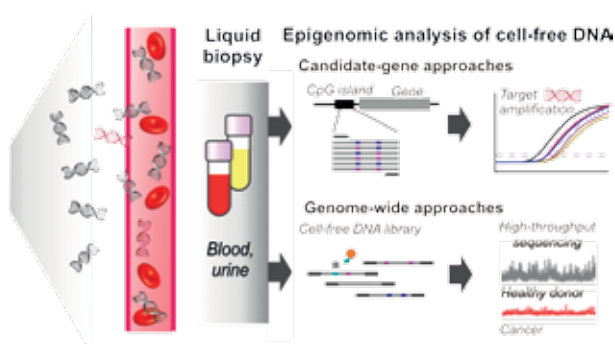 Liquid
biopsy
Epigenomic analysis of cell-free DNA
Candidate-gene approaches
CpG island
Gene
Target
amplification
Genome-wide approaches
Cell-free DNA library
Blood,
urine
High-throughput
sequencing
Healthy donor
Cancer